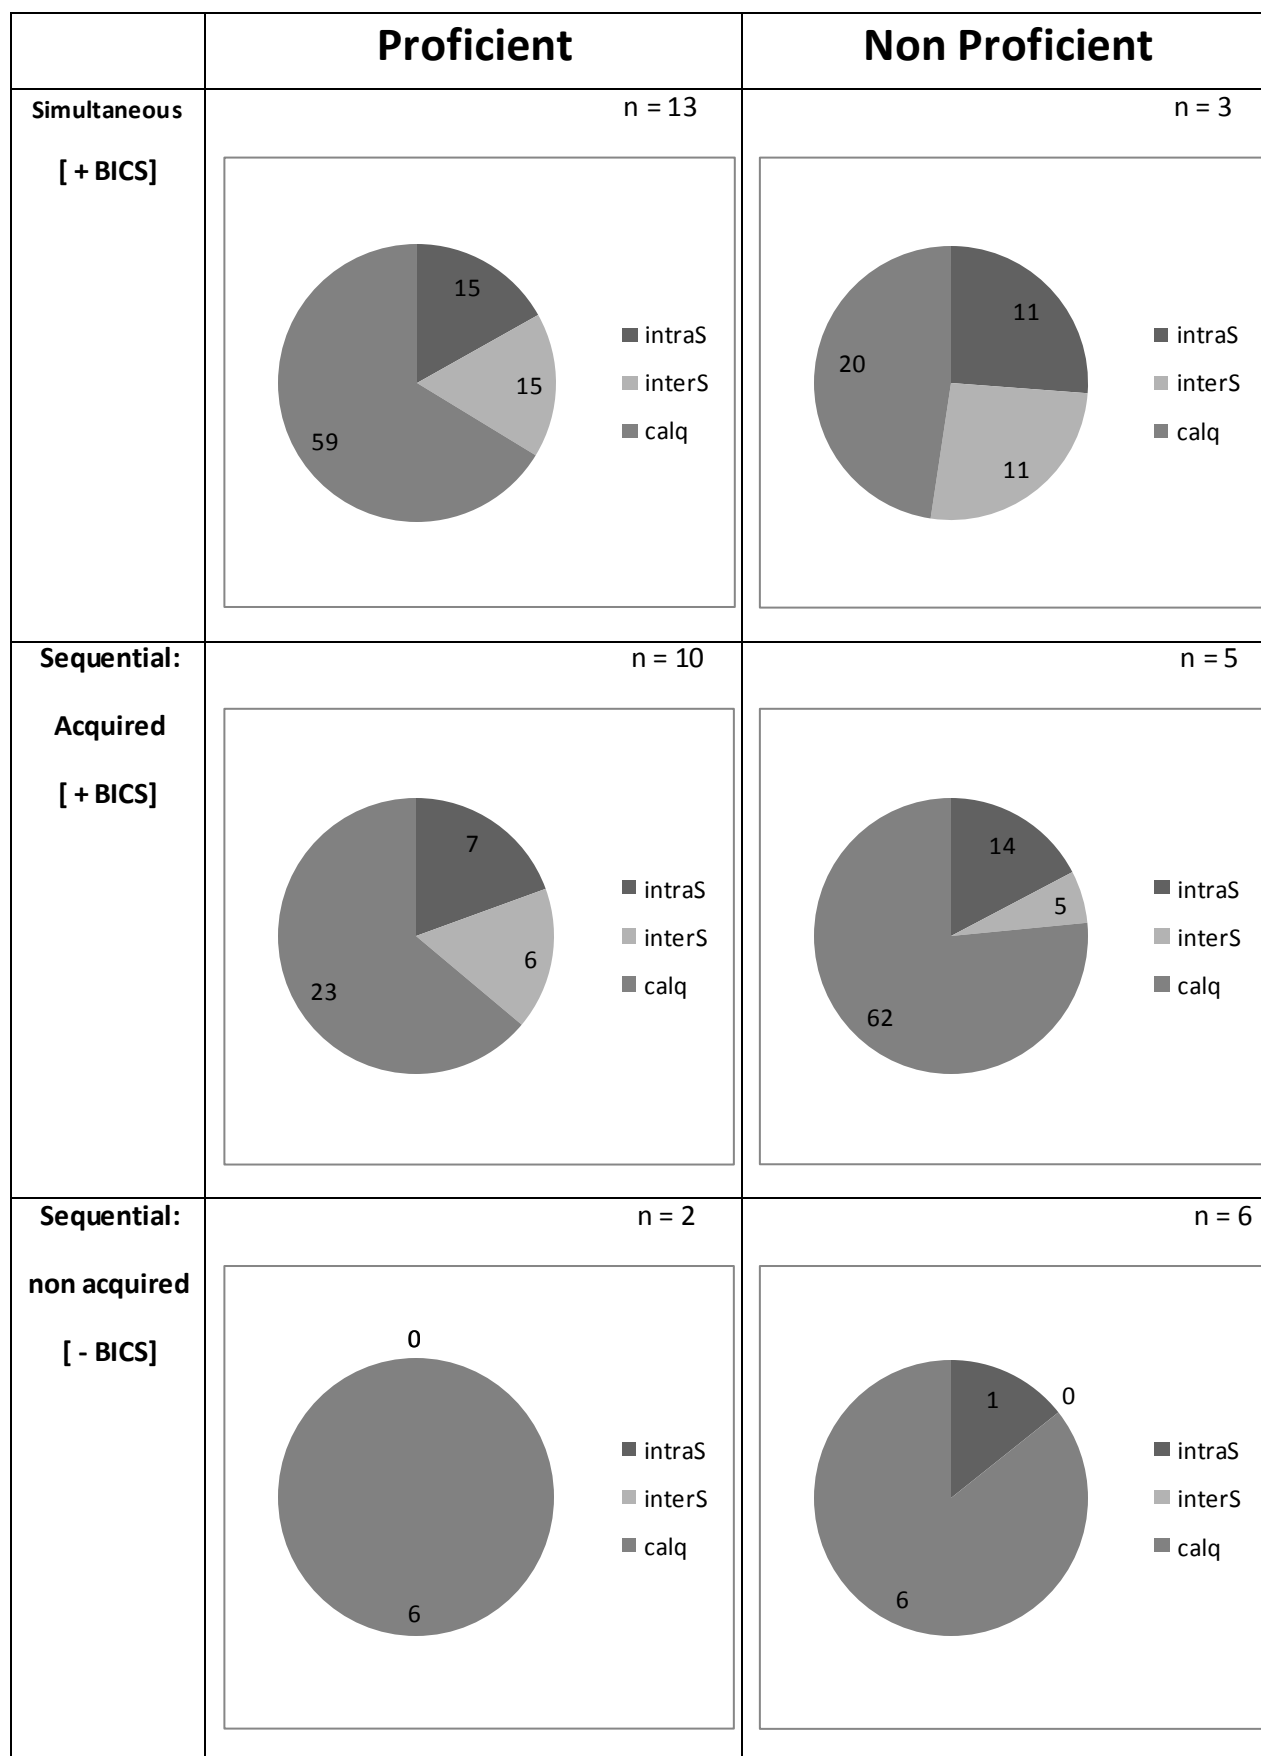 Proficient
Non Proficient
Simultaneous
[ + BICS]
n = 13
15
15
59
intraS
interS
calq
n = 3
11
11
20
intraS
interS
calq
Sequential:
Acquired
[ + BICS]
n = 10
7
6
23
intraS
interS
calq
n = 5
14
5
62
intraS
interS
calq
Sequential:
non acquired
[ - BICS]
n = 2
0
6
intraS
interS
calq
n = 6
1
0
6
intraS
interS
calq